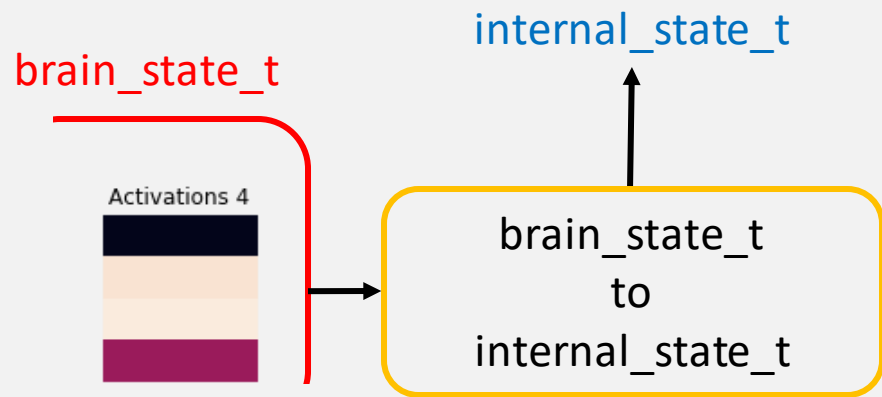 internal_state_t
brain_state_t
Activations 4
brain_state_t
to
internal_state_t